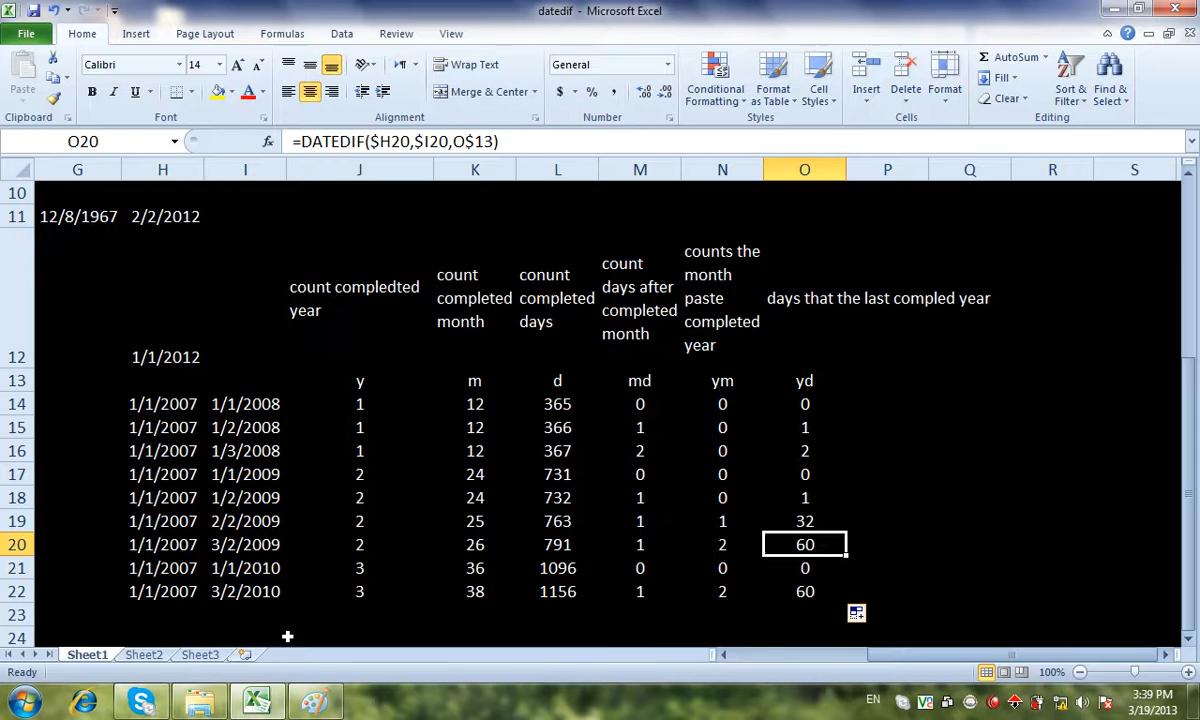 datedif - Microsoft Excel
File Home Insert Page Layout Formulas Data Review View
Paste
Clipboard
Calibri 14
B I U
Font
Wrap Text
Merge & Center
Alignment
General
$ % ,
Number
Conditional Formatting
Format as Table
Cell Styles
Styles
Insert Delete Format
Cells
Σ AutoSum
Fill
Clear
Sort & Filter
Find & Select
Editing
O20 fx =DATEDIF($H20,$I20,O$13)
G H I J K L M N O P Q R S
10
11 12/8/1967 2/2/2012
count compledted year
count completed month
conunt completed days
count days after completed month
counts the month paste completed year
days that the last compled year
12 1/1/2012
13 y m d md ym yd
14 1/1/2007 1/1/2008 1 12 365 0 0 0
15 1/1/2007 1/2/2008 1 12 366 1 0 1
16 1/1/2007 1/3/2008 1 12 367 2 0 2
17 1/1/2007 1/1/2009 2 24 731 0 0 0
18 1/1/2007 1/2/2009 2 24 732 1 0 1
19 1/1/2007 2/2/2009 2 25 763 1 1 32
20 1/1/2007 3/2/2009 2 26 791 1 2 60
21 1/1/2007 1/1/2010 3 36 1096 0 0 0
22 1/1/2007 3/2/2010 3 38 1156 1 2 60
23
24
Sheet1 Sheet2 Sheet3
Ready 100%
EN
3:39 PM
3/19/2013